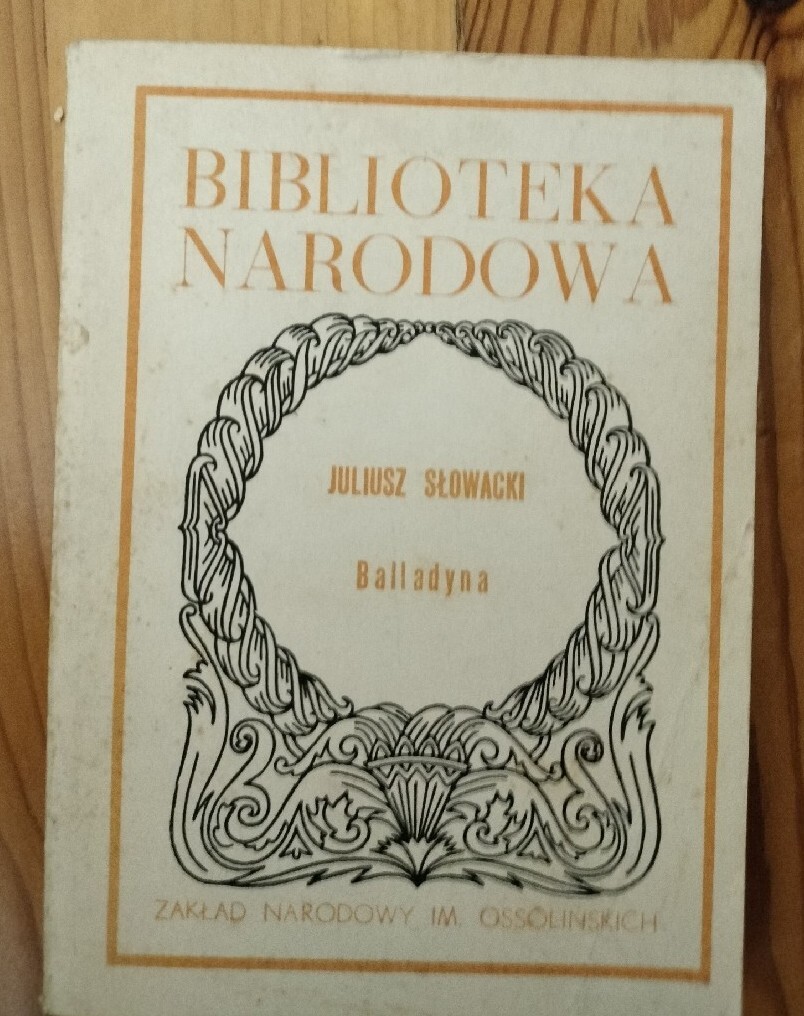 BIBLIOTEKA
NARODOWA
JULIUSZ SŁOWACKI
Balladyna
ZAKŁAD NARODOWY IM. OSSOLIŃSKICH